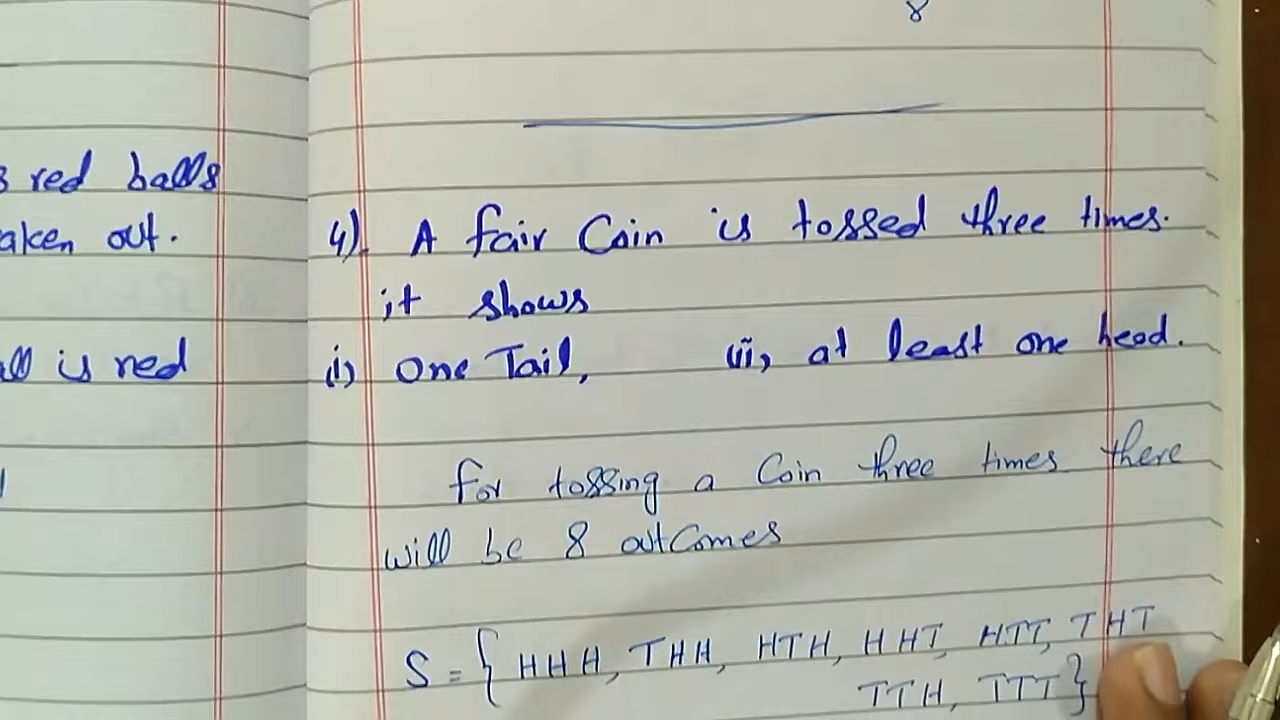 8
3 red balls
aken out.
ll is red
4) A fair Coin is tossed three times.
it shows
(i) One Tail, (ii) at least one head.
for tossing a Coin three times there
will be 8 outComes
S = { HHH, THH, HTH, HHT, HTT, THT
TTH, TTT }